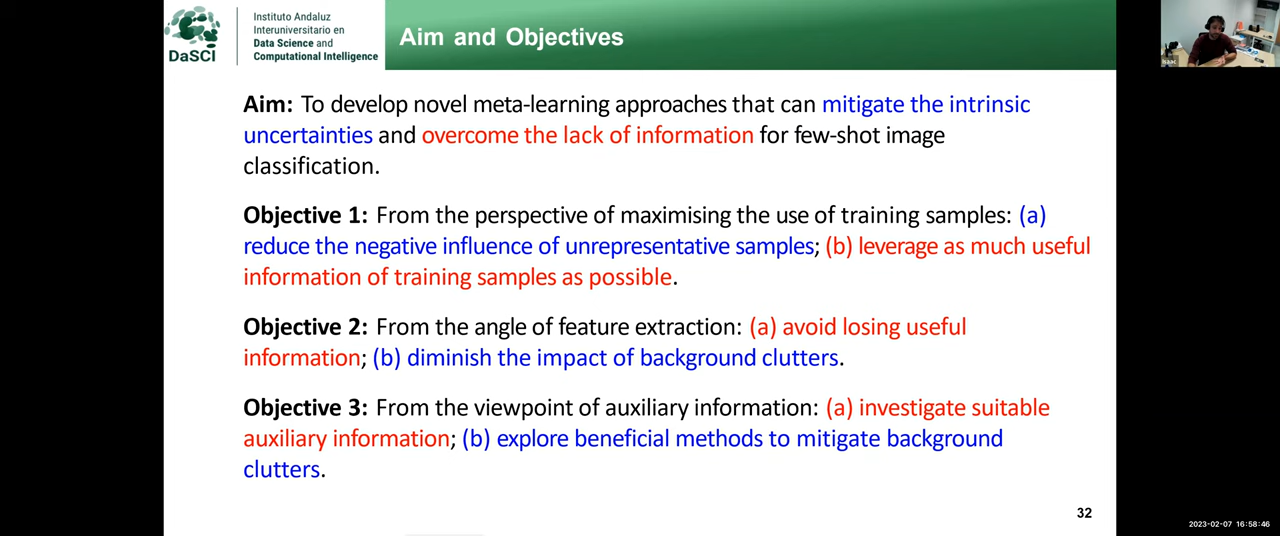 Instituto Andaluz
Interuniversitario en
Data Science and
Computational Intelligence
DaSCI
Aim and Objectives
Isaac
Aim: To develop novel meta-learning approaches that can mitigate the intrinsic
uncertainties and overcome the lack of information for few-shot image
classification.
Objective 1: From the perspective of maximising the use of training samples: (a)
reduce the negative influence of unrepresentative samples; (b) leverage as much useful
information of training samples as possible.
Objective 2: From the angle of feature extraction: (a) avoid losing useful
information; (b) diminish the impact of background clutters.
Objective 3: From the viewpoint of auxiliary information: (a) investigate suitable
auxiliary information; (b) explore beneficial methods to mitigate background
clutters.
32
2023-02-07 16:58:46